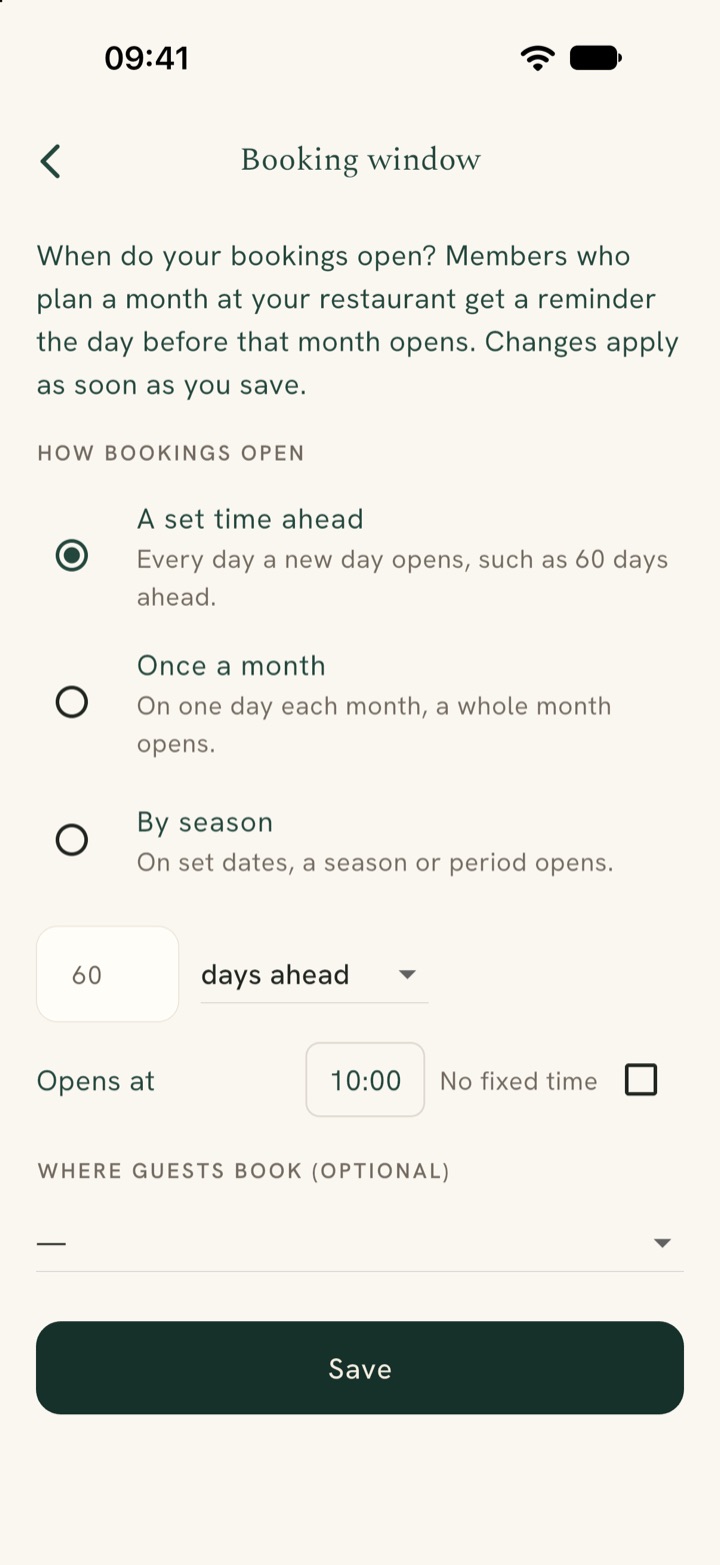 09:41
Booking window
When do your bookings open? Members who
plan a month at your restaurant get a reminder
the day before that month opens. Changes apply
as soon as you save.
HOW BOOKINGS OPEN
A set time ahead
Every day a new day opens, such as 60 days
ahead.
Once a month
On one day each month, a whole month
opens.
By season
On set dates, a season or period opens.
60 days ahead
Opens at 10:00 No fixed time
WHERE GUESTS BOOK (OPTIONAL)
—
Save